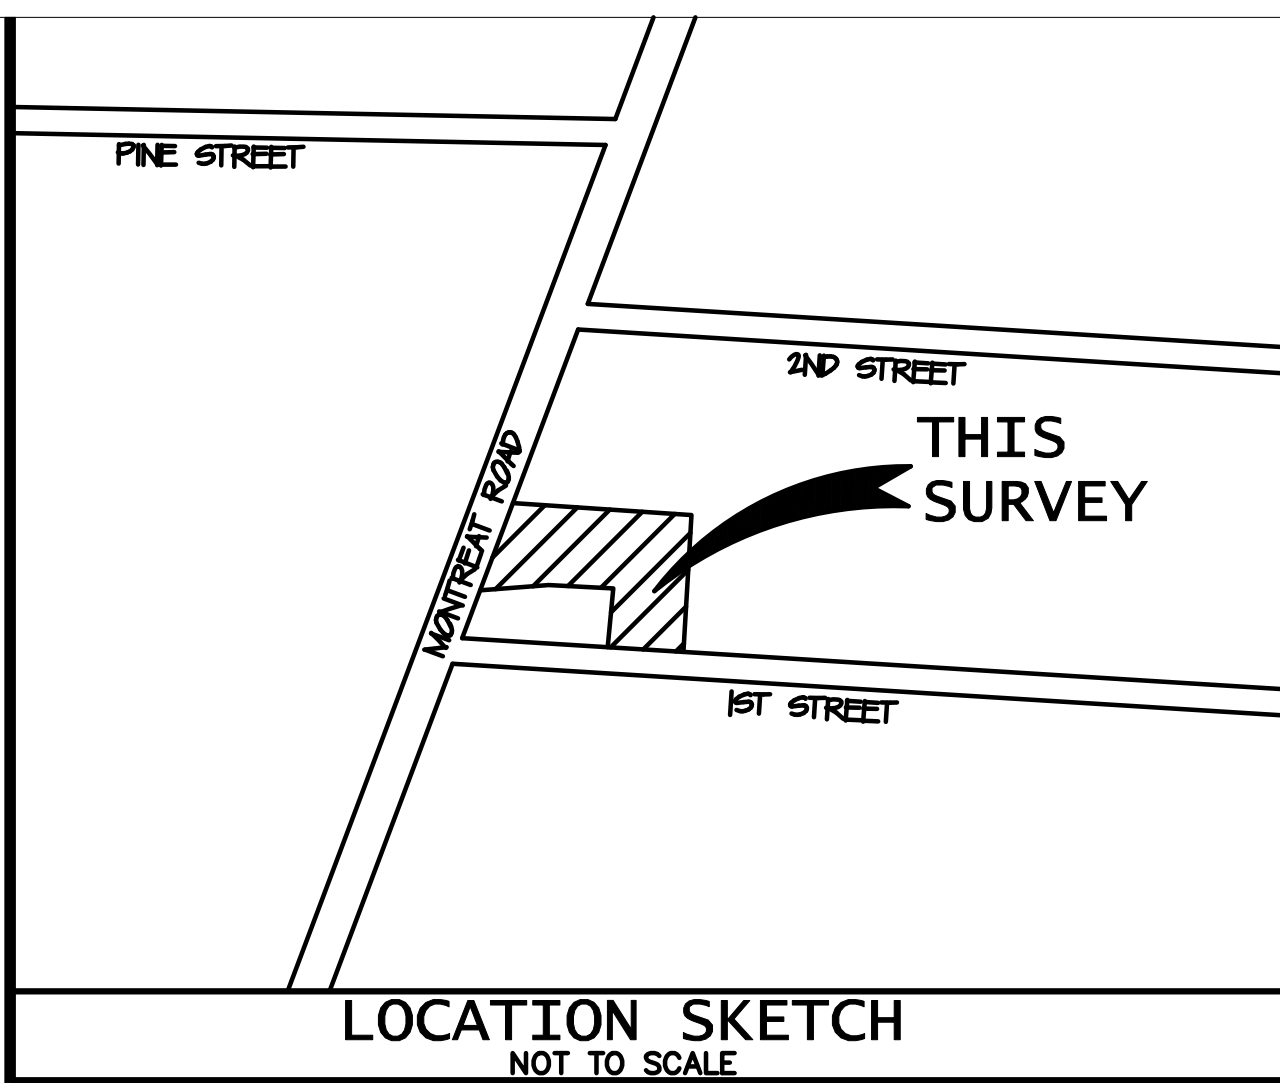 PINE STREET
2ND STREET
THIS
SURVEY
MONTREAT ROAD
1ST STREET
LOCATION SKETCH
NOT TO SCALE